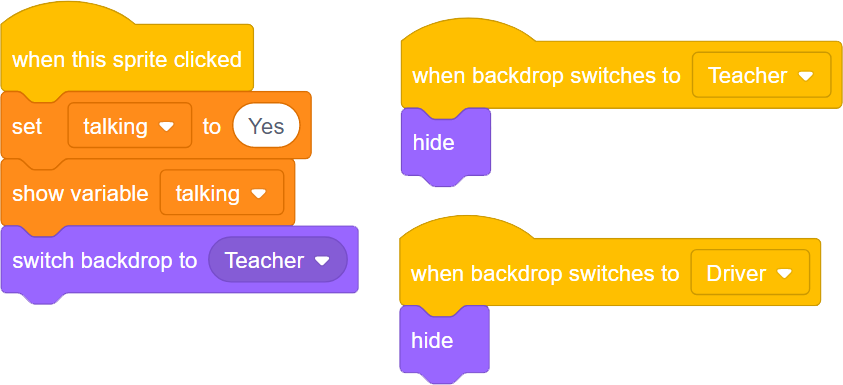 when this sprite clicked
set talking to Yes
show variable talking
switch backdrop to Teacher
when backdrop switches to Teacher
hide
when backdrop switches to Driver
hide